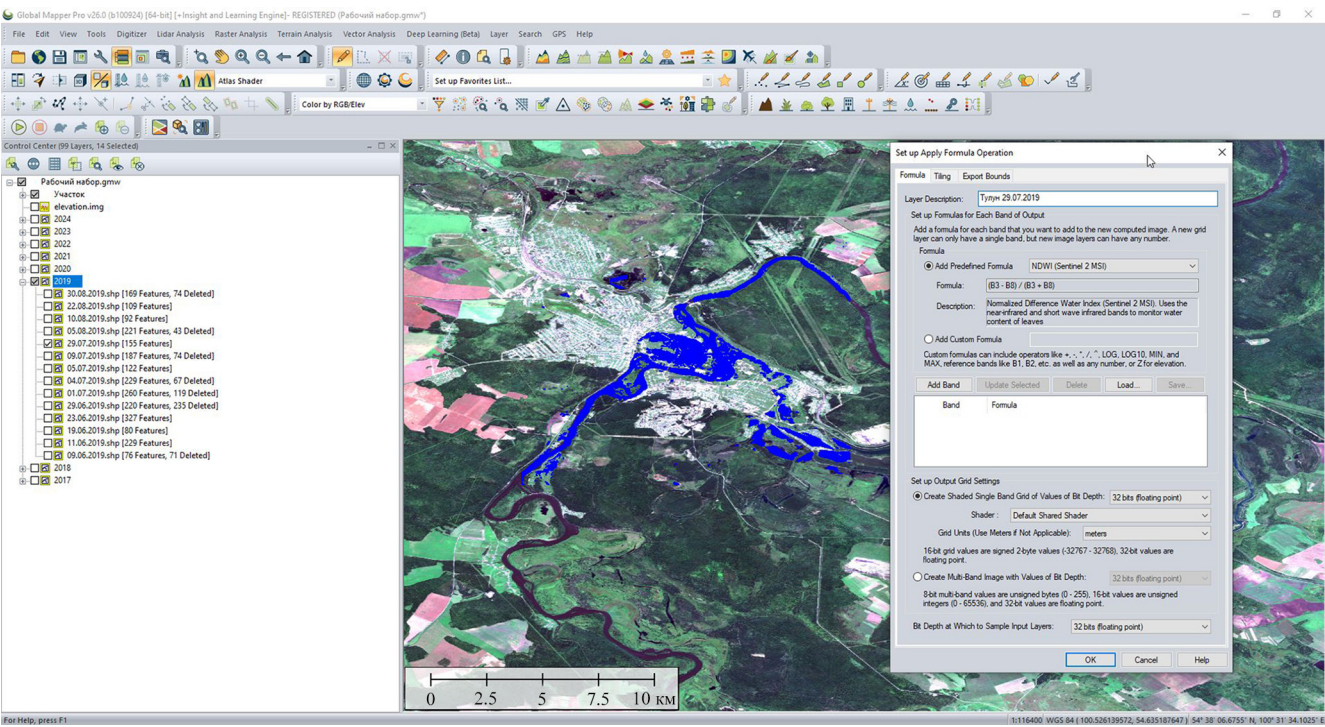 Global Mapper Pro v26.0 (b100924) [64-bit] [+Insight and Learning Engine]- REGISTERED (Рабочий набор.gmw*)
File Edit View Tools Digitizer Lidar Analysis Raster Analysis Terrain Analysis Vector Analysis Deep Learning (Beta) Layer Search GPS Help
Atlas Shader
Set up Favorites List...
Color by RGB/Elev
Control Center (99 Layers, 14 Selected)
Рабочий набор.gmw
Участок
elevation.img
2024
2023
2022
2021
2020
2019
30.08.2019.shp [169 Features, 74 Deleted]
22.08.2019.shp [109 Features]
10.08.2019.shp [92 Features]
05.08.2019.shp [221 Features, 43 Deleted]
29.07.2019.shp [155 Features]
09.07.2019.shp [187 Features, 74 Deleted]
05.07.2019.shp [122 Features]
04.07.2019.shp [229 Features, 67 Deleted]
01.07.2019.shp [260 Features, 119 Deleted]
29.06.2019.shp [220 Features, 235 Deleted]
23.06.2019.shp [327 Features]
19.06.2019.shp [80 Features]
11.06.2019.shp [229 Features]
09.06.2019.shp [76 Features, 71 Deleted]
2018
2017
0 2.5 5 7.5 10 км
Set up Apply Formula Operation
Formula Tiling Export Bounds
Layer Description: Тулун 29.07.2019
Set up Formulas for Each Band of Output
Add a formula for each band that you want to add to the new computed image. A new grid
layer can only have a single band, but new image layers can have any number.
Formula
Add Predefined Formula NDWI (Sentinel 2 MSI)
Formula: (B3 - B8) / (B3 + B8)
Description: Normalized Difference Water Index (Sentinel 2 MSI). Uses the
near-infrared and short wave infrared bands to monitor water
content of leaves
Add Custom Formula
Custom formulas can include operators like +, -, *, /, ^, LOG, LOG10, MIN, and
MAX, reference bands like B1, B2, etc. as well as any number, or Z for elevation.
Add Band Update Selected Delete Load... Save...
Band Formula
Set up Output Grid Settings
Create Shaded Single Band Grid of Values of Bit Depth: 32 bits (floating point)
Shader : Default Shared Shader
Grid Units (Use Meters if Not Applicable): meters
16-bit grid values are signed 2-byte values (-32767 - 32768), 32-bit values are
floating point.
Create Multi-Band Image with Values of Bit Depth: 32 bits (floating point)
8-bit multi-band values are unsigned bytes (0 - 255), 16-bit values are unsigned
integers (0 - 65536), and 32-bit values are floating point.
Bit Depth at Which to Sample Input Layers: 32 bits (floating point)
OK Cancel Help
For Help, press F1
1:116400 WGS 84 ( 100.526139572, 54.635187647 ) 54° 38' 06.6755" N, 100° 31' 34.1025" E